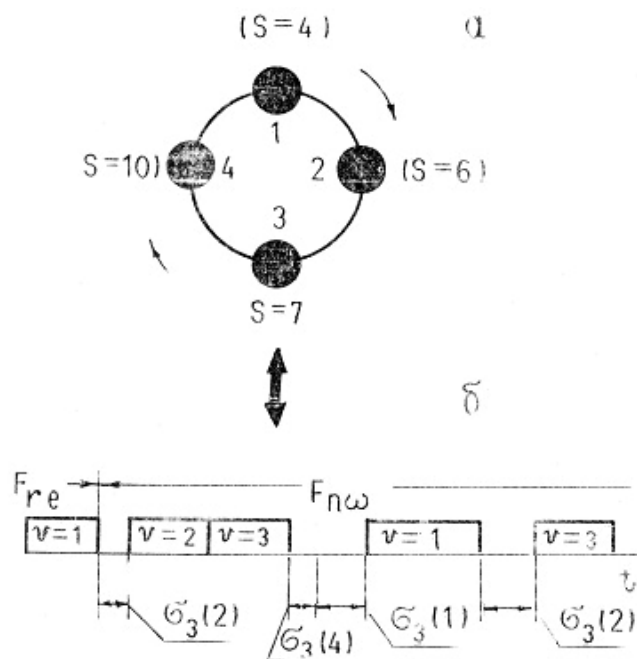 (S=4) а
1
S=10) 4 2 (S=6)
3
S=7
б
F_re F_nω
ν=1 ν=2 ν=3 ν=1 ν=3
t
σ_3(2) σ_3(4) σ_3(1) σ_3(2)